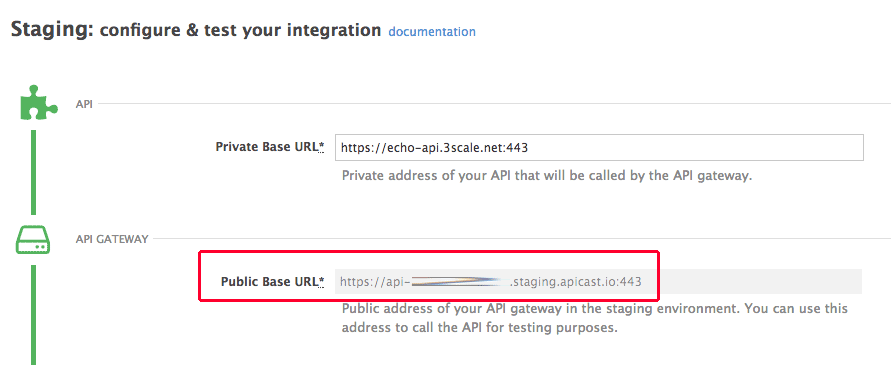 Staging: configure & test your integration documentation
API
Private Base URL* https://echo-api.3scale.net:443
Private address of your API that will be called by the API gateway.
API GATEWAY
Public Base URL* https://api- .staging.apicast.io:443
Public address of your API gateway in the staging environment. You can use this
address to call the API for testing purposes.